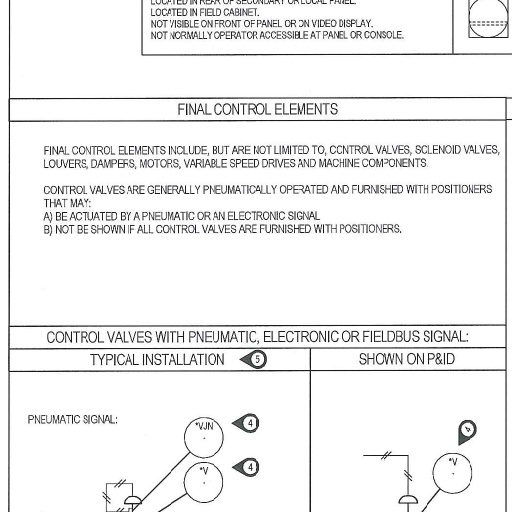 LOCATED IN REAR OF SECONDARY OR LOCAL PANEL.
LOCATED IN FIELD CABINET.
NOT VISIBLE ON FRONT OF PANEL OR ON VIDEO DISPLAY.
NOT NORMALLY OPERATOR ACCESSIBLE AT PANEL OR CONSOLE.
FINAL CONTROL ELEMENTS
FINAL CONTROL ELEMENTS INCLUDE, BUT ARE NOT LIMITED TO, CONTROL VALVES, SOLENOID VALVES,
LOUVERS, DAMPERS, MOTORS, VARIABLE SPEED DRIVES AND MACHINE COMPONENTS.
CONTROL VALVES ARE GENERALLY PNEUMATICALLY OPERATED AND FURNISHED WITH POSITIONERS
THAT MAY:
A) BE ACTUATED BY A PNEUMATIC OR AN ELECTRONIC SIGNAL
B) NOT BE SHOWN IF ALL CONTROL VALVES ARE FURNISHED WITH POSITIONERS.
CONTROL VALVES WITH PNEUMATIC, ELECTRONIC OR FIELDBUS SIGNAL:
TYPICAL INSTALLATION 5
SHOWN ON P&ID
PNEUMATIC SIGNAL:
*VJN 4
*V 4
4
*V